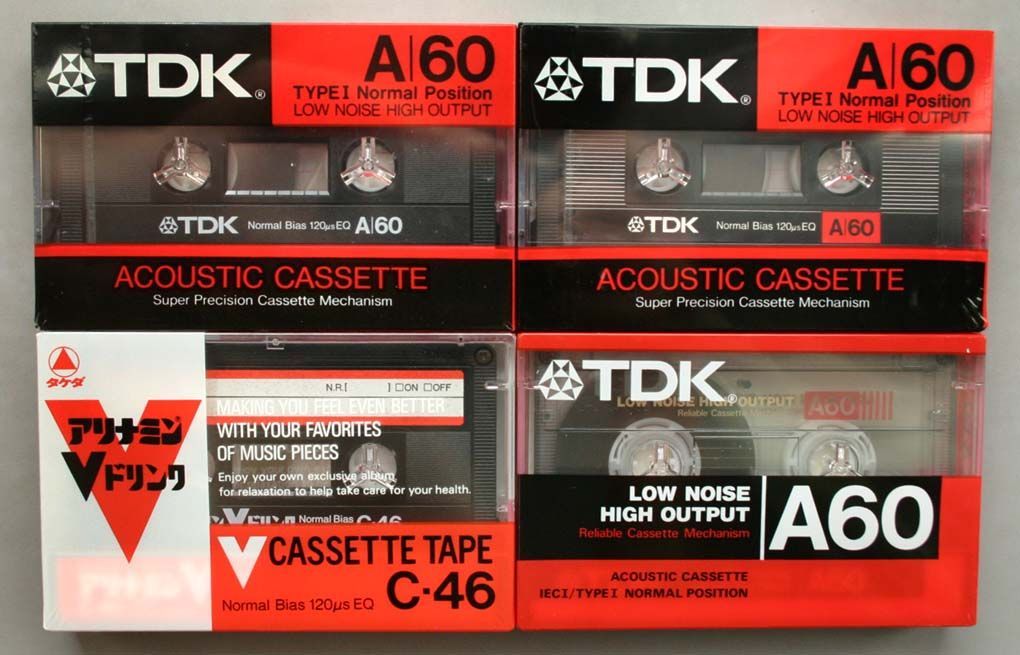 TDK®
A|60
TYPE I Normal Position
LOW NOISE HIGH OUTPUT
TDK Normal Bias 120µs EQ A|60
ACOUSTIC CASSETTE
Super Precision Cassette Mechanism
TDK®
A|60
TYPE I Normal Position
LOW NOISE HIGH OUTPUT
TDK Normal Bias 120µs EQ A|60
ACOUSTIC CASSETTE
Super Precision Cassette Mechanism
タケダ
アリナミン
Vドリンク
N.R.[ ] □ON □OFF
MAKING YOU FEEL EVEN BETTER
WITH YOUR FAVORITES
OF MUSIC PIECES
Enjoy your own exclusive album
for relaxation to help take care for your health.
Normal Bias C-46
V CASSETTE TAPE
C·46
Normal Bias 120µs EQ
TDK®
LOW NOISE HIGH OUTPUT
Reliable Cassette Mechanism
A60
LOW NOISE
HIGH OUTPUT
Reliable Cassette Mechanism
A60
ACOUSTIC CASSETTE
IECI/TYPE I NORMAL POSITION